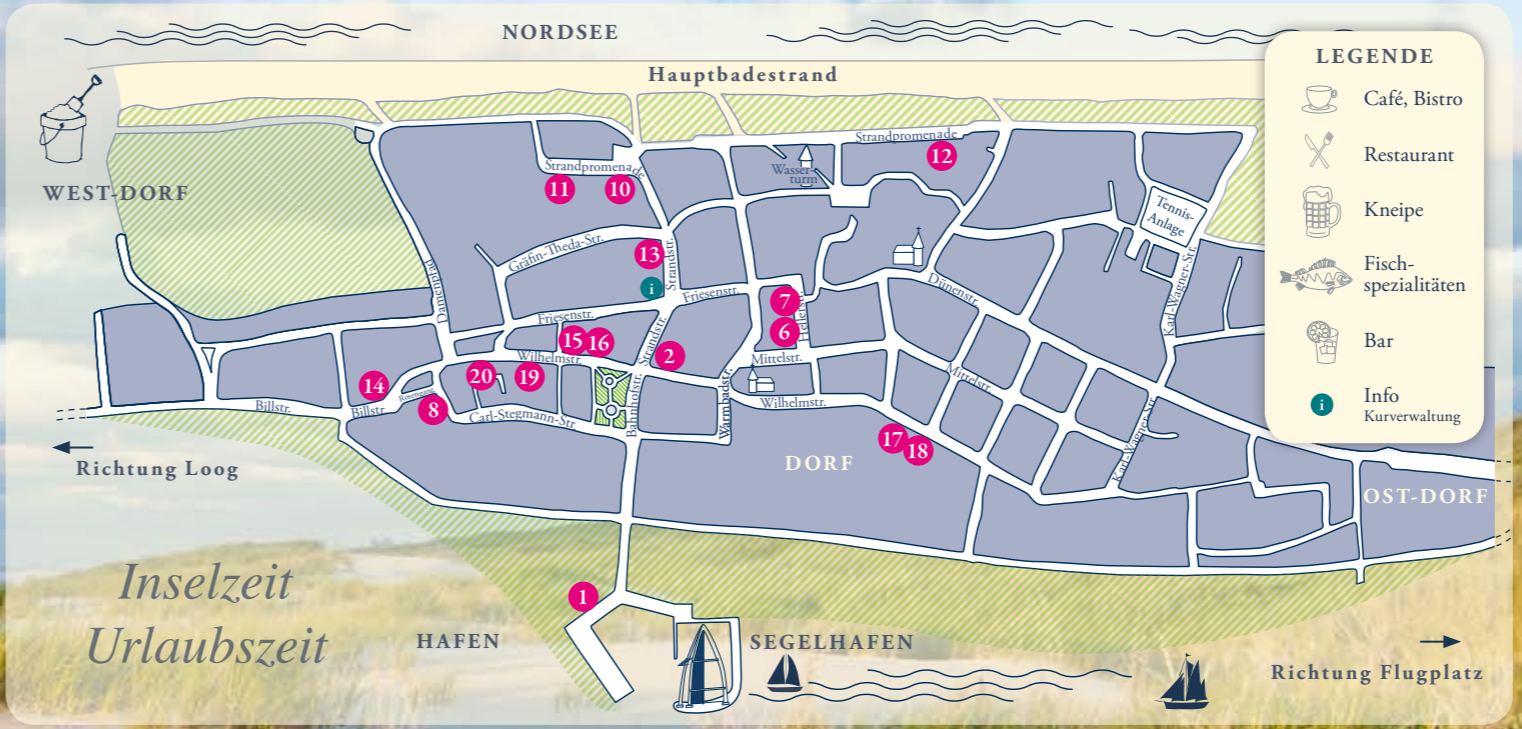 NORDSEE
Hauptbadestrand
LEGENDE
Café, Bistro
Restaurant
Kneipe
Fisch-
spezialitäten
Bar
i
Info
Kurverwaltung
WEST-DORF
Strandpromenade
11
10
Wasser-
turm
Strandpromenade
12
Tennis-
Anlage
Gräfin-Theda-Str.
13
Strandstr.
i
Damenpfad
Friesenstr.
Friesenstr.
7
6
Hellerstr.
Dünenstr.
Karl-Wagner-Str.
15
16
Strandstr.
2
Wilhelmstr.
Mittelstr.
Mittelstr.
20
19
14
Billstr.
Billstr.
Rosengang
8
Carl-Stegmann-Str.
Bahnhofstr.
Warmbadstr.
Wilhelmstr.
17
18
Karl-Wagner-Str.
Richtung Loog
DORF
OST-DORF
Inselzeit
Urlaubszeit
1
HAFEN
SEGELHAFEN
Richtung Flugplatz